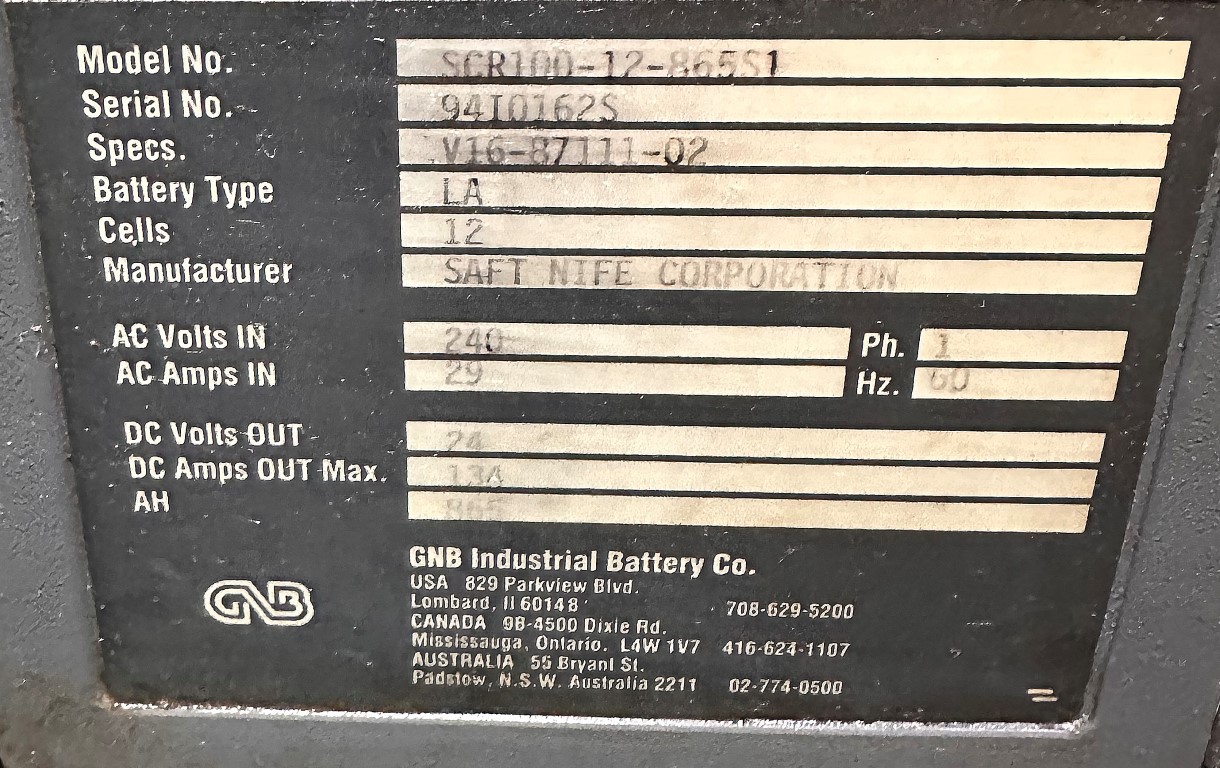 Model No. SCR100-12-865S1
Serial No. 94I0162S
Specs. V16-87111-02
Battery Type LA
Cells 12
Manufacturer SAFT NIFE CORPORATION
AC Volts IN 240 Ph. 1
AC Amps IN 29 Hz. 60
DC Volts OUT 24
DC Amps OUT Max.
AH
GNB Industrial Battery Co.
USA 829 Parkview Blvd.
Lombard, Il 60148 708-629-5200
CANADA 98-4500 Dixie Rd.
Mississauga, Ontario. L4W 1V7 416-624-1107
AUSTRALIA 55 Bryant St.
Padstow, N.S.W. Australia 2211 02-774-0500
GNB